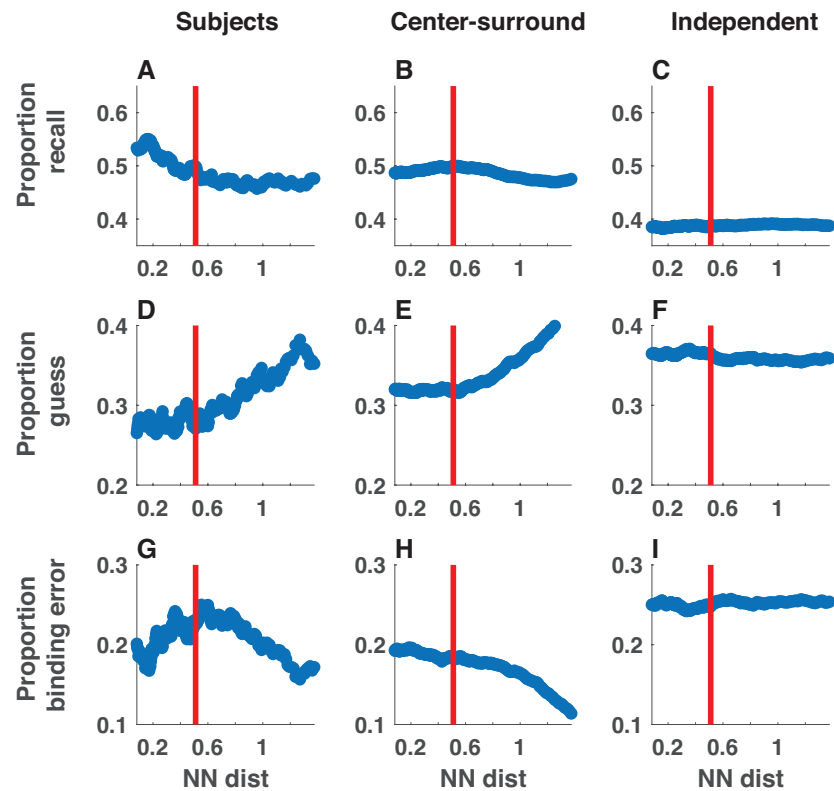 Subjects Center-surround Independent
A B C
Proportion recall
0.6 0.6 0.6
0.5 0.5 0.5
0.4 0.4 0.4
0.2 0.6 1 0.2 0.6 1 0.2 0.6 1
D E F
Proportion guess
0.4 0.4 0.4
0.3 0.3 0.3
0.2 0.2 0.2
0.2 0.6 1 0.2 0.6 1 0.2 0.6 1
G H I
Proportion binding error
0.3 0.3 0.3
0.2 0.2 0.2
0.1 0.1 0.1
0.2 0.6 1 0.2 0.6 1 0.2 0.6 1
NN dist NN dist NN dist